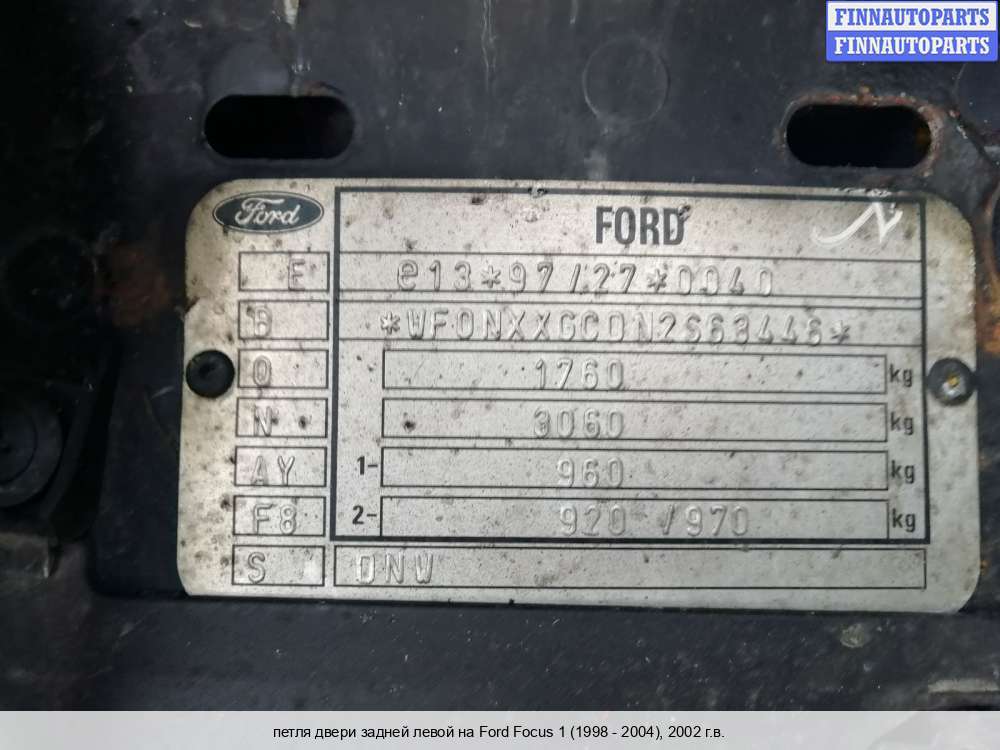 FINNAUTOPARTS
FINNAUTOPARTS
Ford
FORD
E e13*97/27*0040
B *WF0NXXGCDN2S63446*
0 1760 kg
N 3060 kg
AY 1- 960 kg
F8 2- 920 /970 kg
S DNW
петля двери задней левой на Ford Focus 1 (1998 - 2004), 2002 г.в.